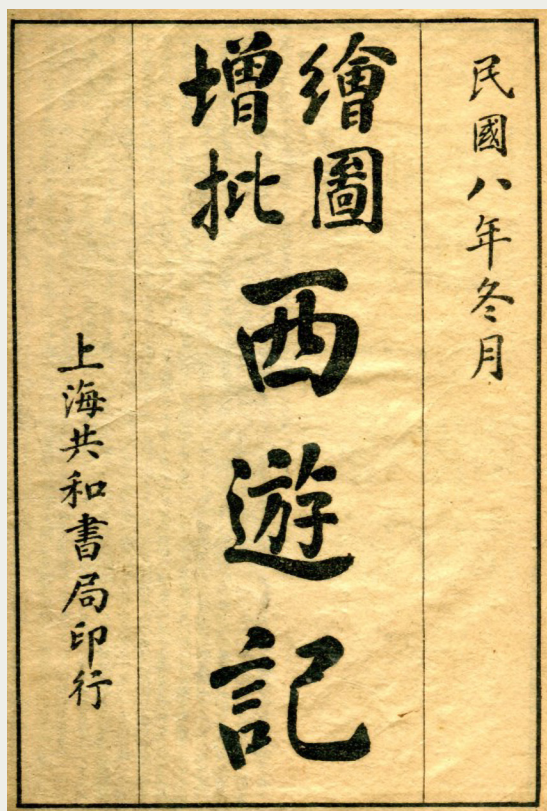 民國八年冬月
繪圖
增批
西遊記
上海共和書局印行